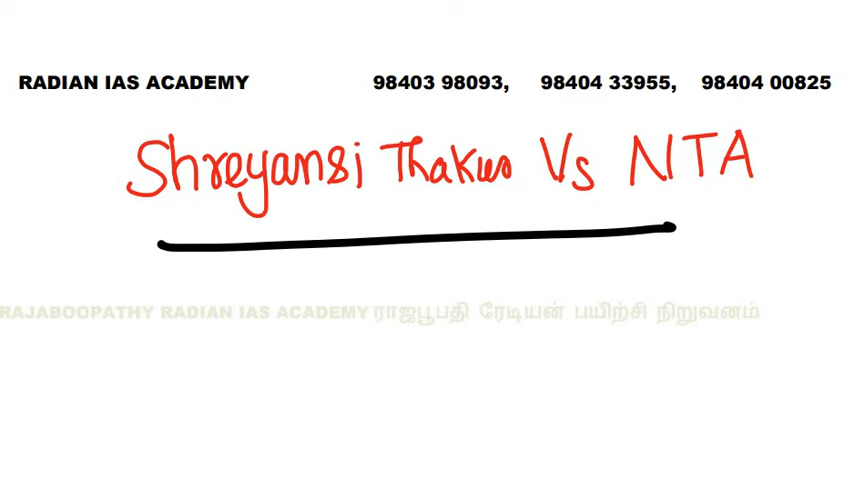 RADIAN IAS ACADEMY 98403 98093, 98404 33955, 98404 00825
Shreyansi Thakur Vs NTA
RAJABOOPATHY RADIAN IAS ACADEMY ராஜபூபதி ரேடியன் பயிற்சி நிறுவனம்